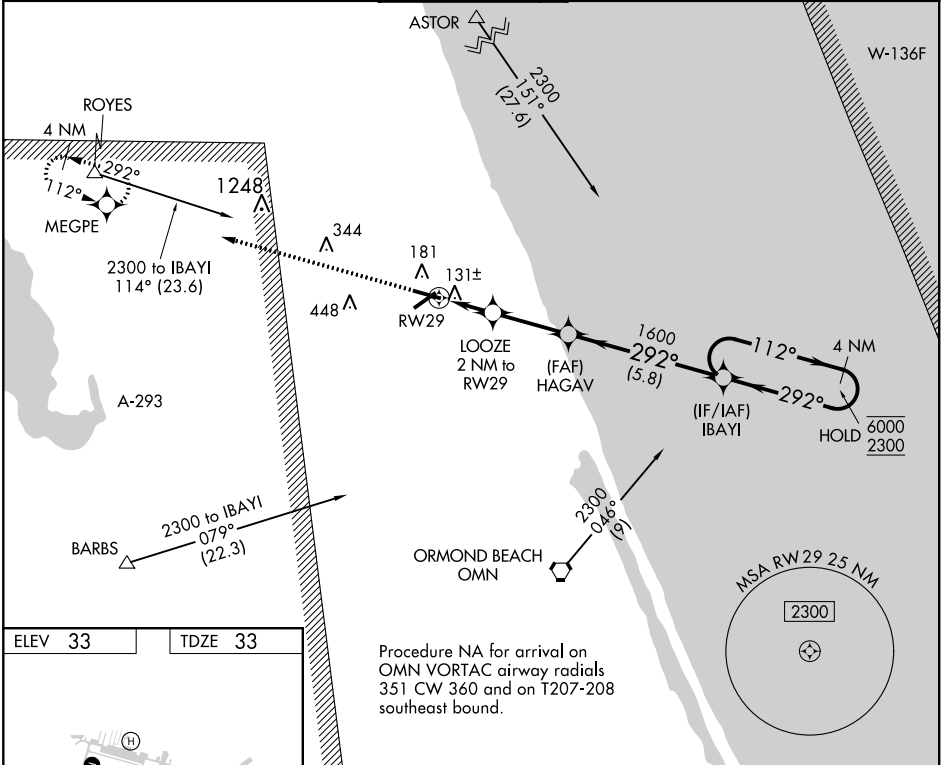 ASTOR
W-136F
2300
151°
(27.6)
ROYES
4 NM
292°
112°
MEGPE
1248
2300 to IBAYI
114° (23.6)
344
448
181
131±
RW29
LOOZE
2 NM to
RW29
(FAF)
HAGAV
1600
292°
(5.8)
112°
4 NM
292°
(IF/IAF)
IBAYI
HOLD
6000
2300
A-293
2300 to IBAYI
079°
(22.3)
BARBS
2300
046°
(9)
ORMOND BEACH
OMN
MSA RW 29 25 NM
2300
ELEV 33
TDZE 33
Procedure NA for arrival on
OMN VORTAC airway radials
351 CW 360 and on T207-208
southeast bound.
H